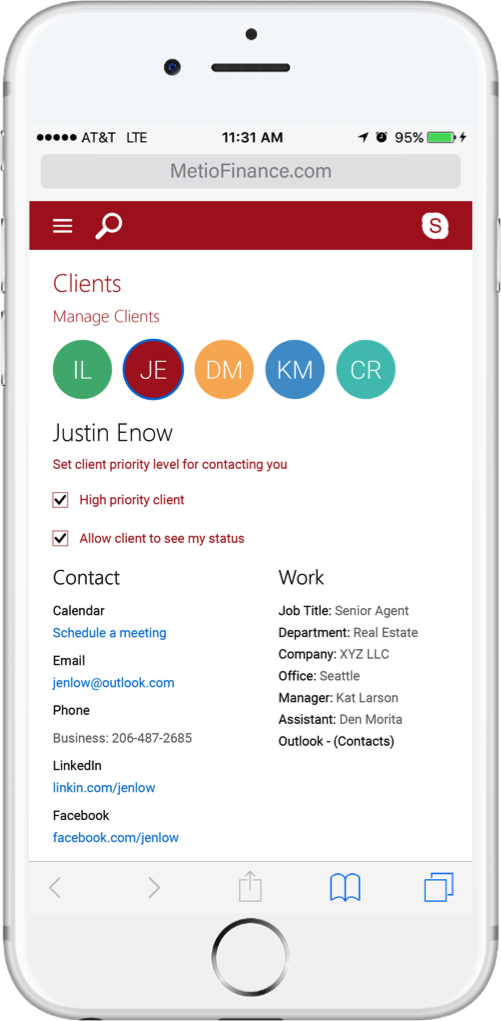 AT&T LTE 11:31 AM 95%
MetioFinance.com
S
Clients
Manage Clients
IL JE DM KM CR
Justin Enow
Set client priority level for contacting you
High priority client
Allow client to see my status
Contact
Calendar
Schedule a meeting
Email
jenlow@outlook.com
Phone
Business: 206-487-2685
LinkedIn
linkin.com/jenlow
Facebook
facebook.com/jenlow
Work
Job Title: Senior Agent
Department: Real Estate
Company: XYZ LLC
Office: Seattle
Manager: Kat Larson
Assistant: Den Morita
Outlook - (Contacts)